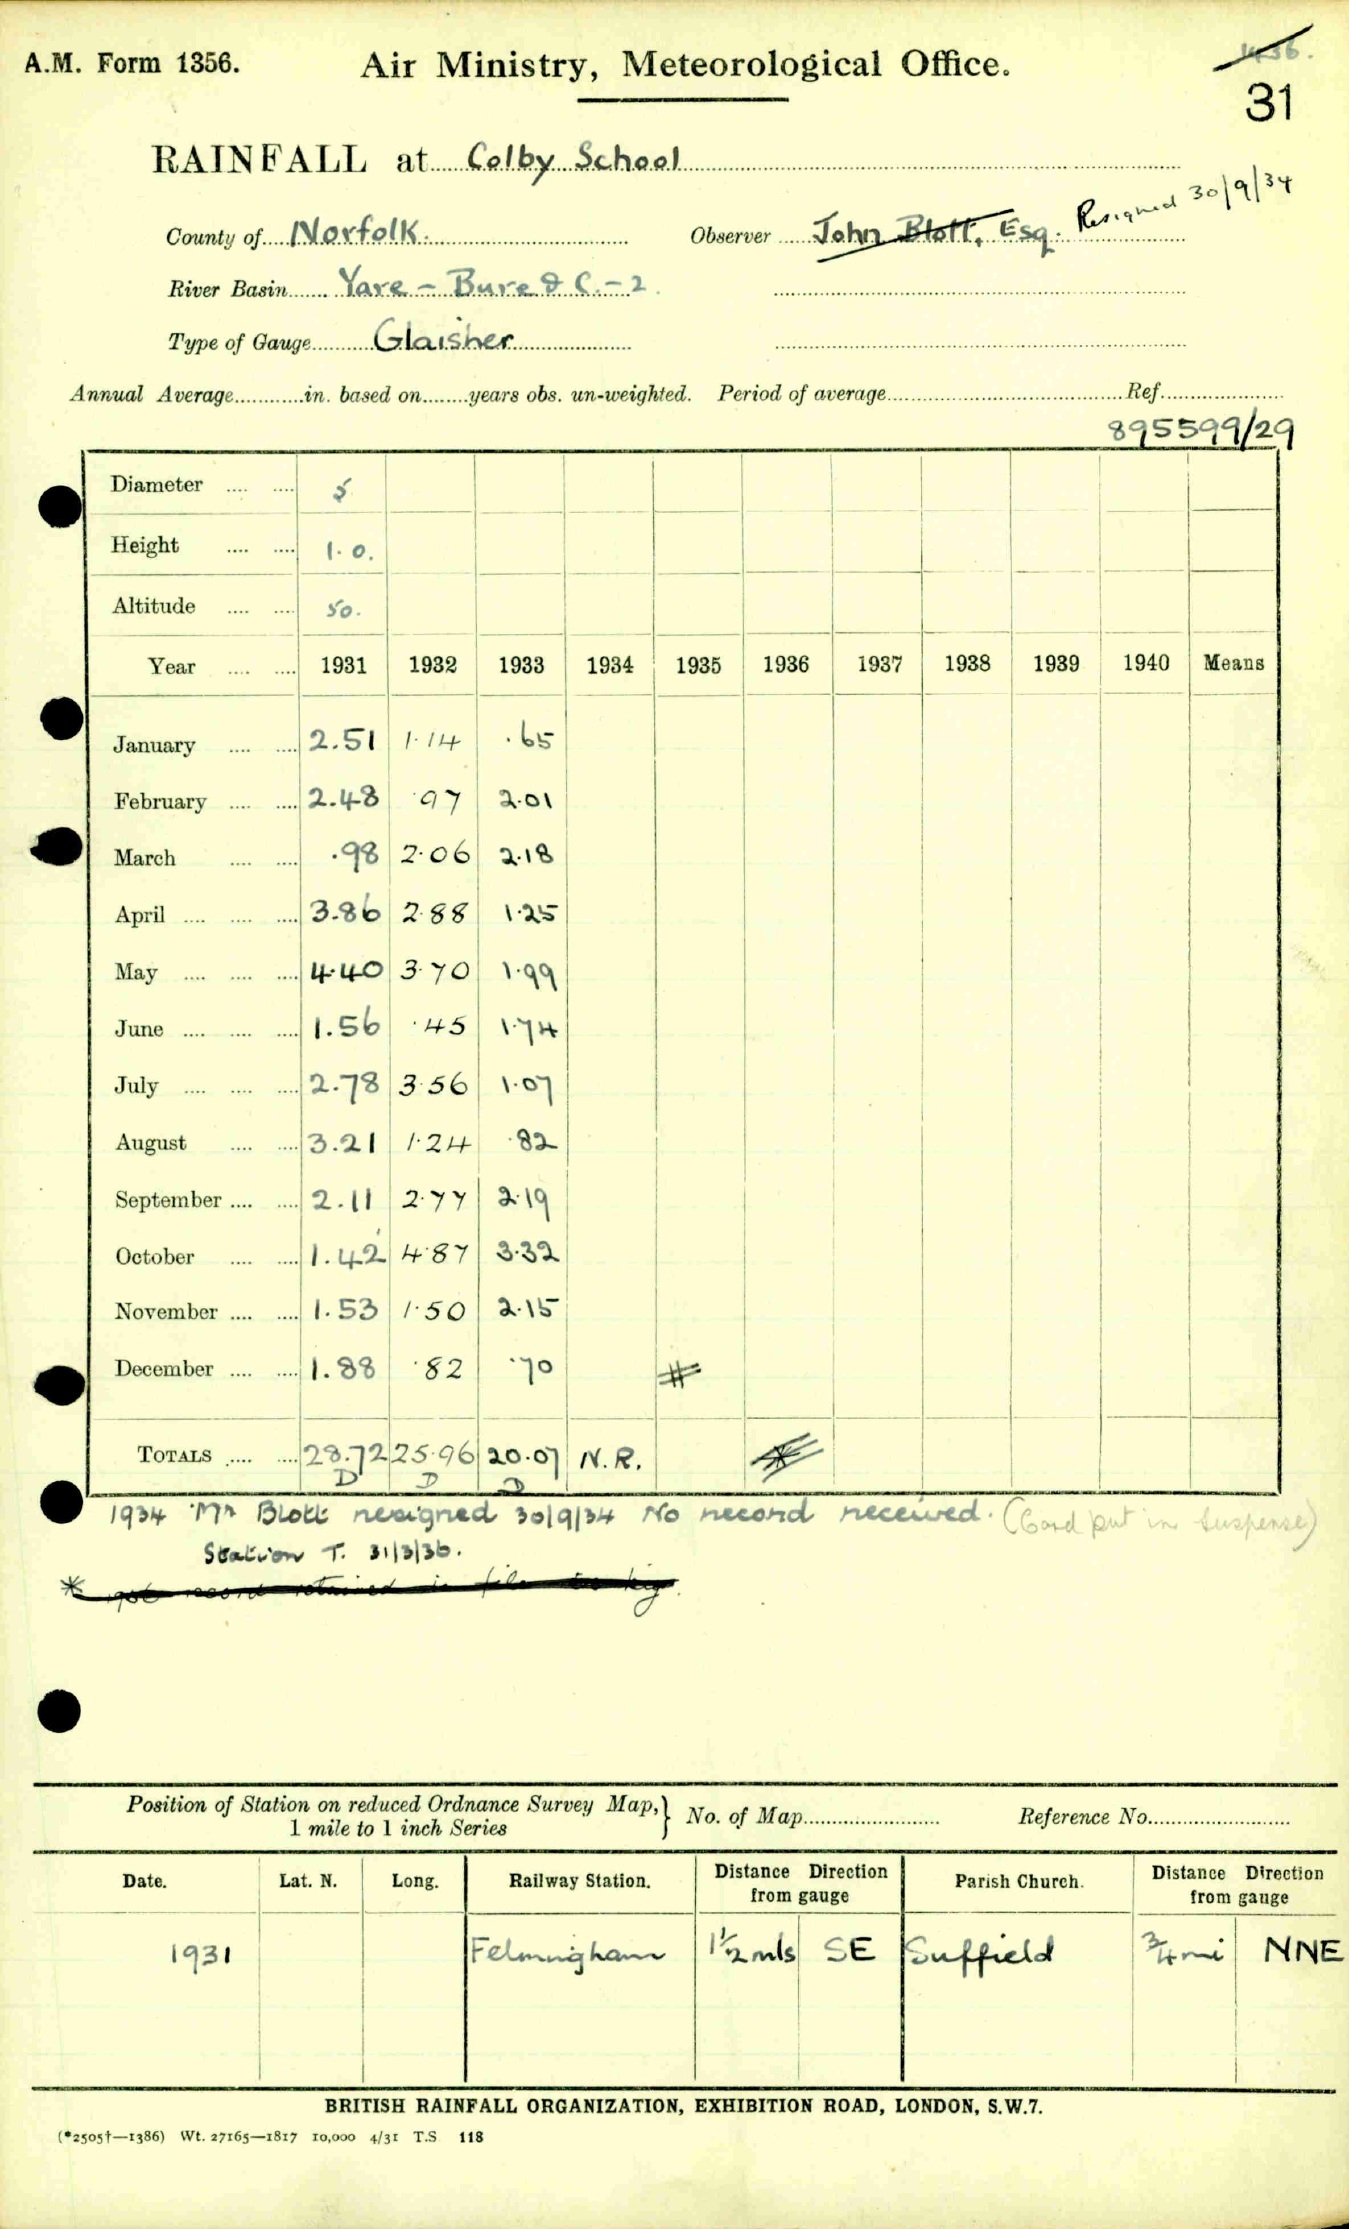 A.M. Form 1356. Air Ministry, Meteorological Office.
31
RAINFALL at Colby School
County of Norfolk. Observer John Blott, Esq. Resigned 30/9/34
River Basin Yare - Bure & C. - 2.
Type of Gauge Glaisher
Annual Average............in. based on........years obs. un-weighted. Period of average............ Ref............
895599/29
Diameter .... .... 5
Height .... .... 1.0.
Altitude .... .... 50.
Year .... .... 1931 1932 1933 1934 1935 1936 1937 1938 1939 1940 Means
January .... .... 2.51 1.14 .65
February .... .... 2.48 .97 2.01
March .... .... .98 2.06 2.18
April .... .... .... 3.86 2.88 1.25
May .... .... .... 4.40 3.70 1.99
June .... .... .... 1.56 .45 1.74
July .... .... .... 2.78 3.56 1.07
August .... .... 3.21 1.24 .82
September .... .... 2.11 2.77 2.19
October .... .... 1.42 4.87 3.32
November .... .... 1.53 1.50 2.15
December .... .... 1.88 .82 .70
TOTALS .... .... 28.72 25.96 20.07 N.R.
D D D
1934 Mr Blott resigned 30/9/34 No record received. (Card put in suspense)
Station T. 31/3/36.
* record retained in file
Position of Station on reduced Ordnance Survey Map, } No. of Map............ Reference No............
1 mile to 1 inch Series
Date. Lat. N. Long. Railway Station. Distance Direction from gauge Parish Church. Distance Direction from gauge
1931 Felmingham 1½ mls SE Suffield ¾ mi NNE
BRITISH RAINFALL ORGANIZATION, EXHIBITION ROAD, LONDON, S.W.7.
(*2505†—1386) Wt. 27165—1817 10,000 4/31 T.S 118